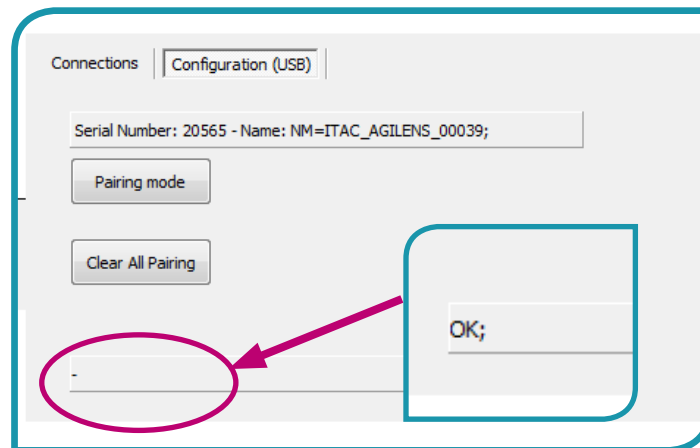 Connections
Configuration (USB)
Serial Number: 20565 - Name: NM=ITAC_AGILENS_00039;
Pairing mode
Clear All Pairing
OK;
-